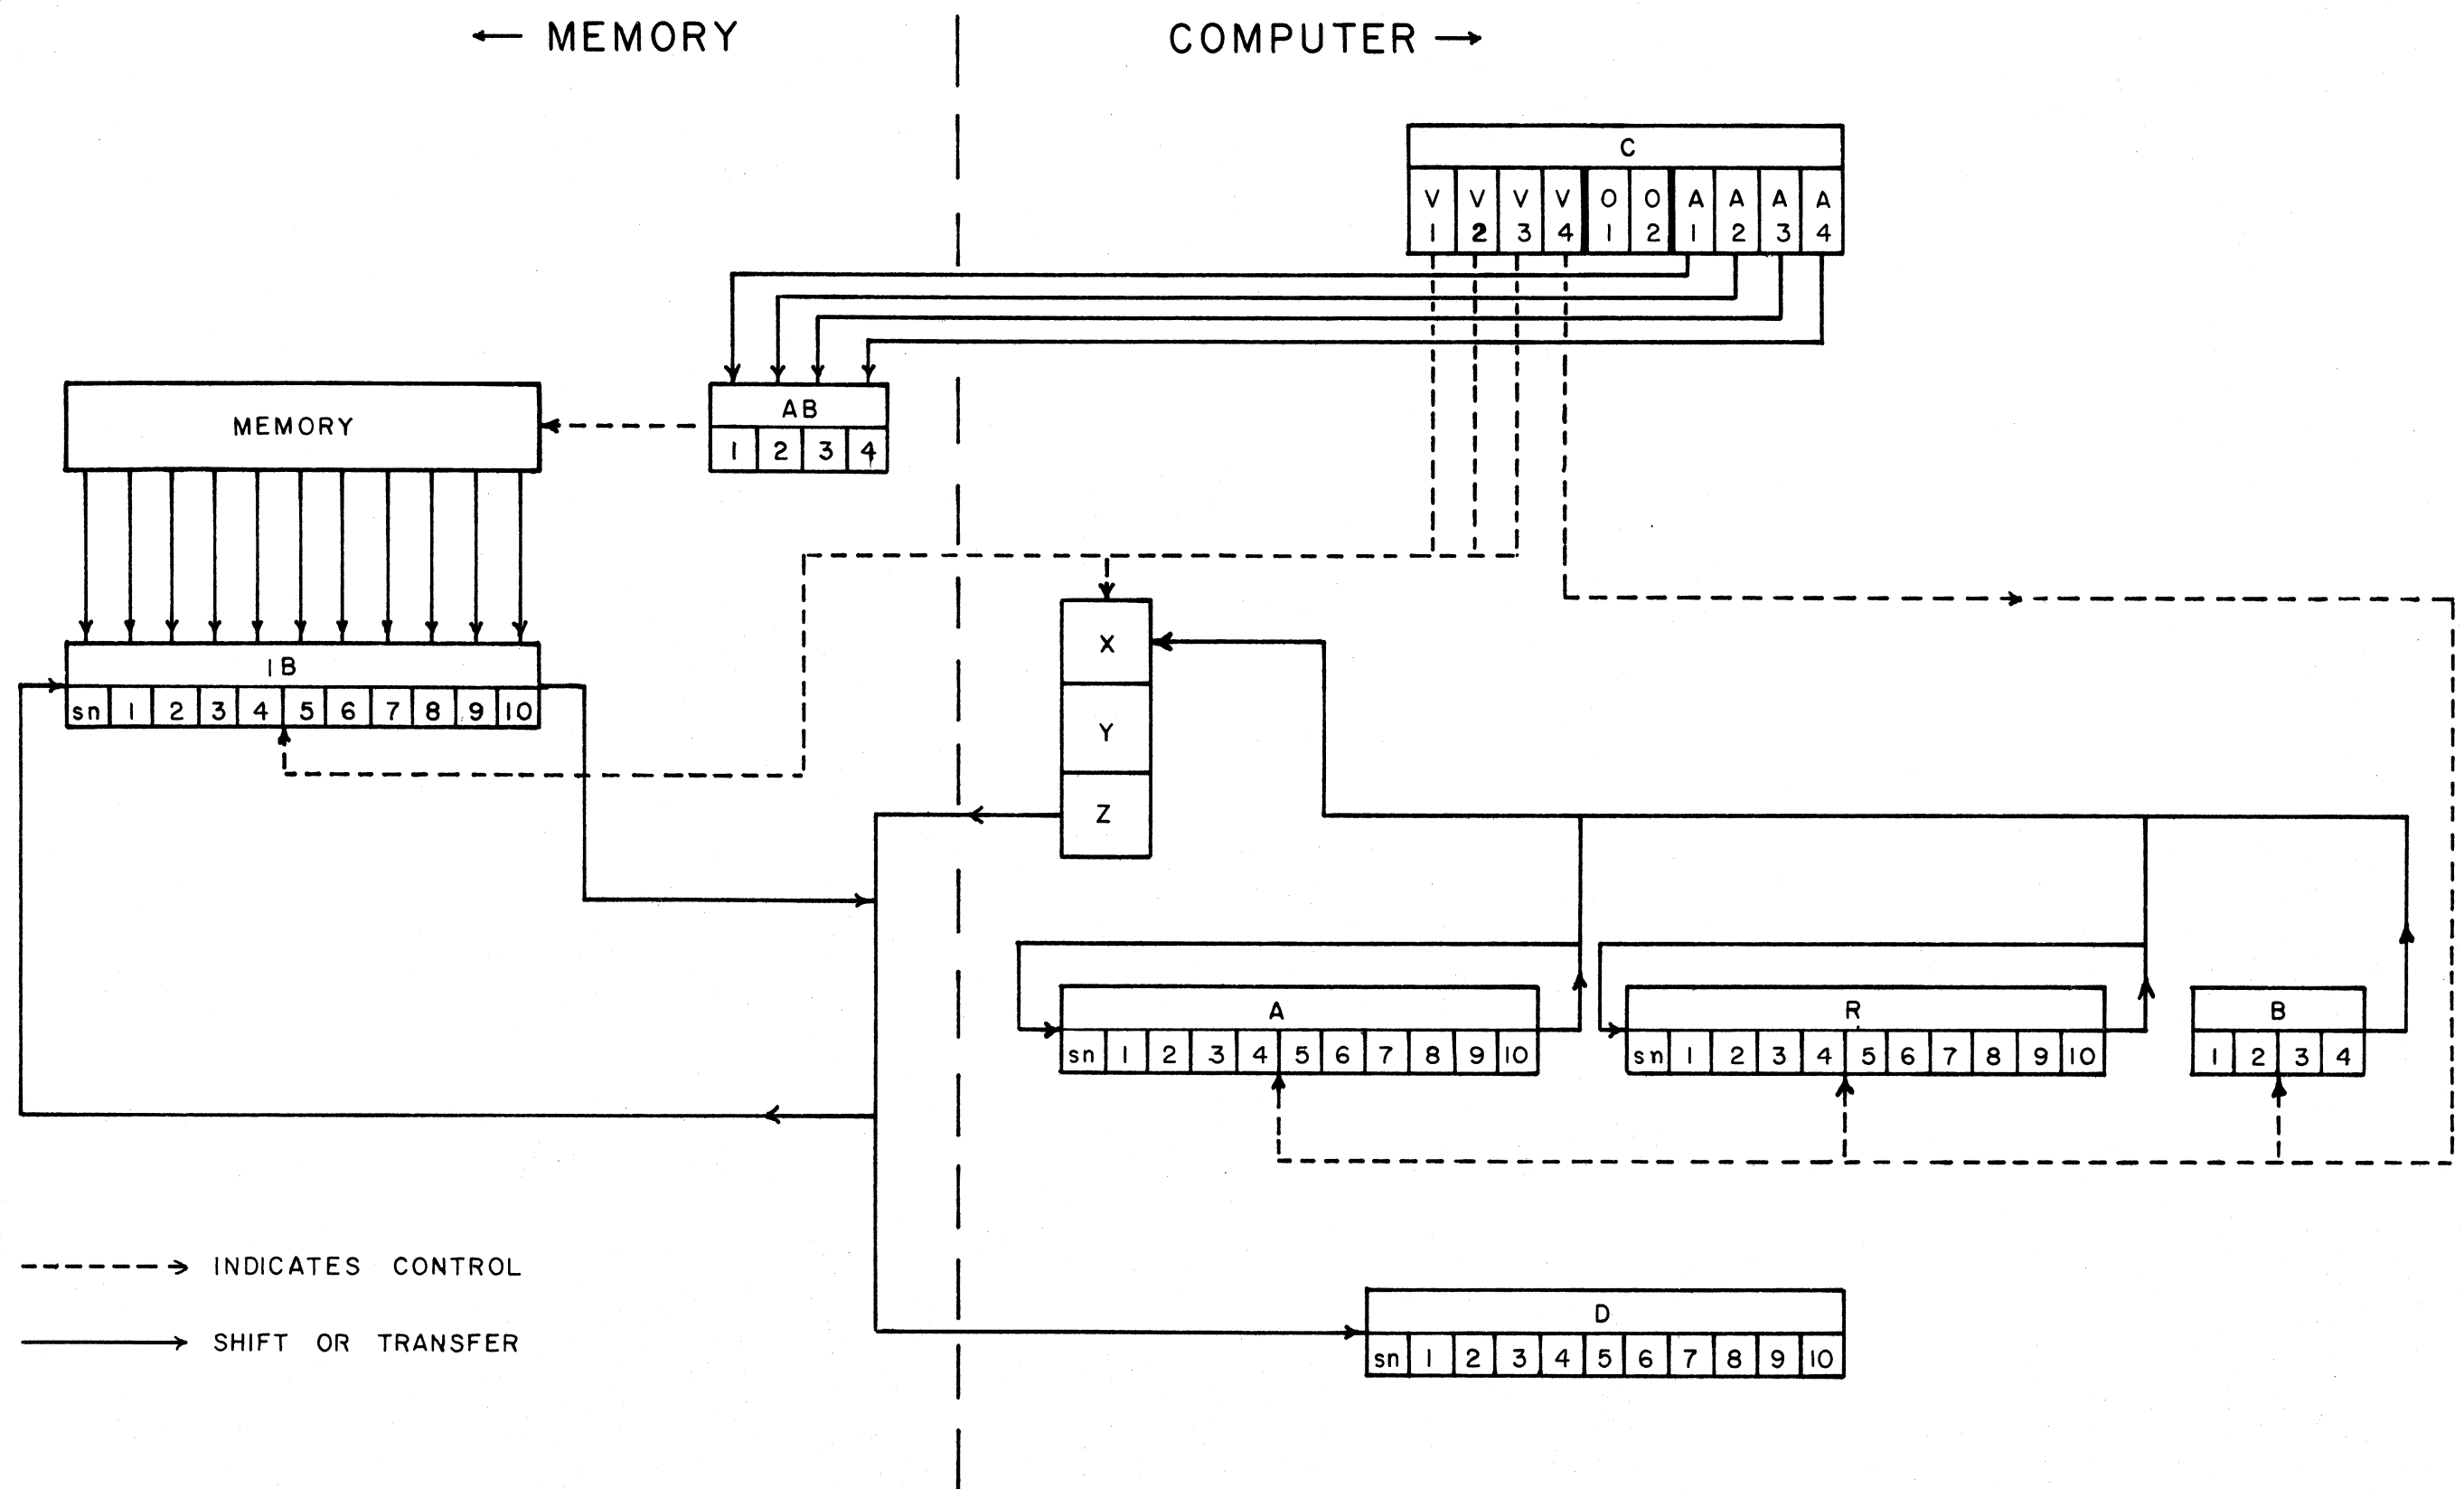 ← MEMORY COMPUTER →
C
V V V V O O A A A A
1 2 3 4 1 2 1 2 3 4
AB
1 2 3 4
MEMORY
IB
sn 1 2 3 4 5 6 7 8 9 10
X
Y
Z
A
sn 1 2 3 4 5 6 7 8 9 10
R
sn 1 2 3 4 5 6 7 8 9 10
B
1 2 3 4
INDICATES CONTROL
SHIFT OR TRANSFER
D
sn 1 2 3 4 5 6 7 8 9 10